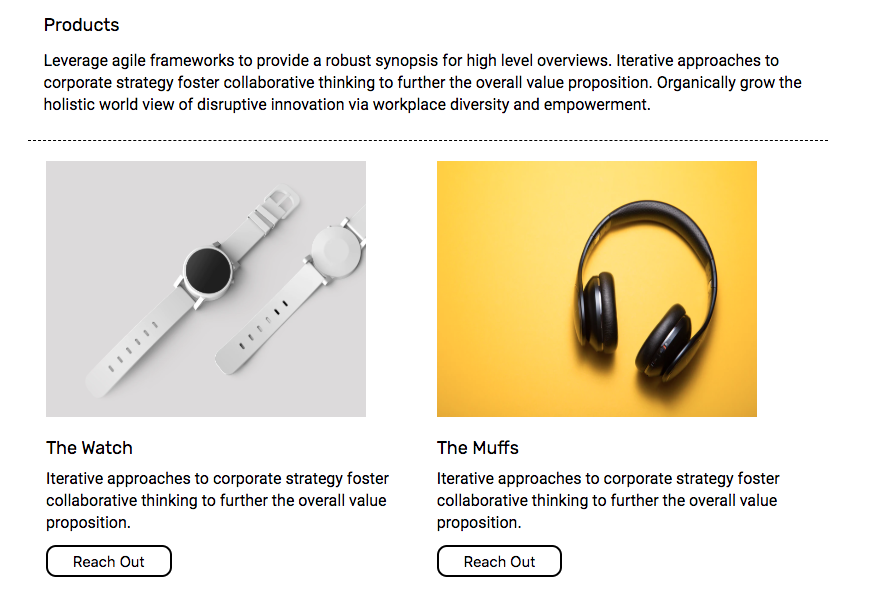 Products
Leverage agile frameworks to provide a robust synopsis for high level overviews. Iterative approaches to
corporate strategy foster collaborative thinking to further the overall value proposition. Organically grow the
holistic world view of disruptive innovation via workplace diversity and empowerment.
The Watch
Iterative approaches to corporate strategy foster
collaborative thinking to further the overall value
proposition.
Reach Out
The Muffs
Iterative approaches to corporate strategy foster
collaborative thinking to further the overall value
proposition.
Reach Out